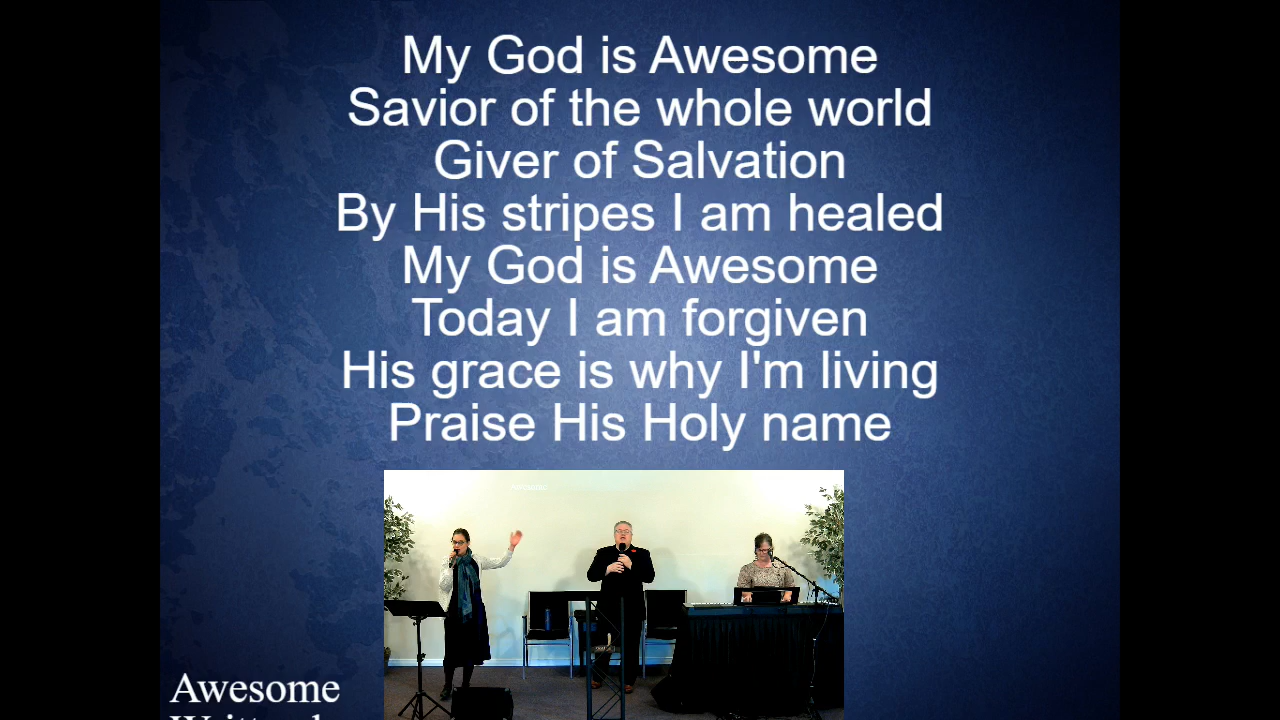 My God is Awesome
Savior of the whole world
Giver of Salvation
By His stripes I am healed
My God is Awesome
Today I am forgiven
His grace is why I'm living
Praise His Holy name
Awesome